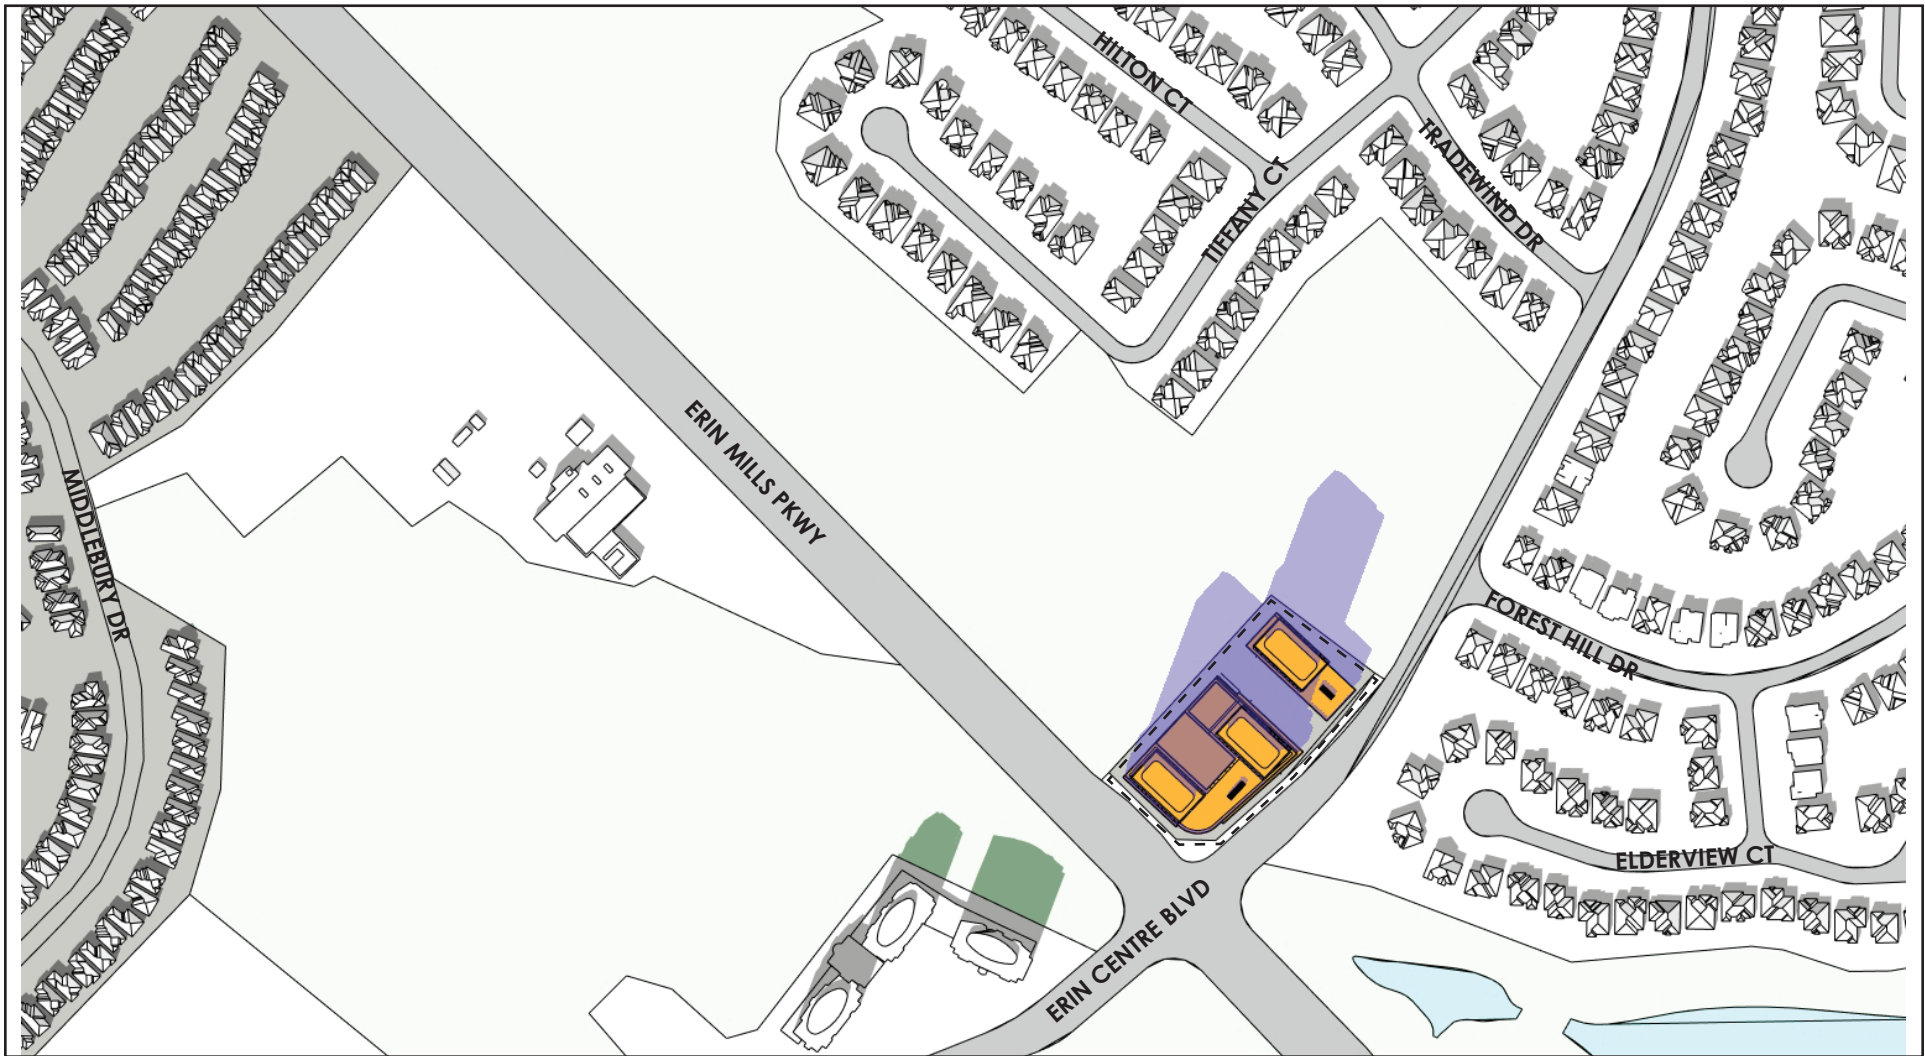 HILTON CT
TIFFANY CT
TRADEWIND DR
ERIN MILLS PKWY
MIDDLEBURY DR
FOREST HILL DR
ELDERVIEW CT
ERIN CENTRE BLVD